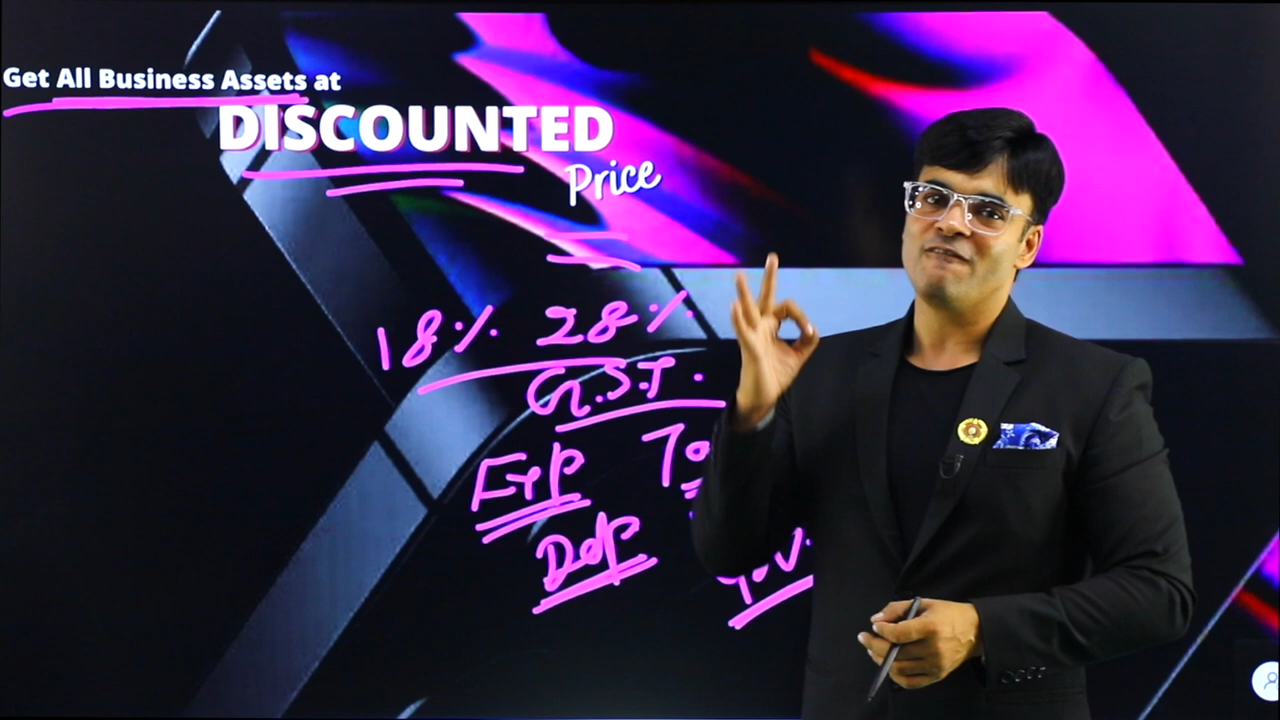 Get All Business Assets at
DISCOUNTED
Price
18% 28%
G.S.T.
Exp
Dep